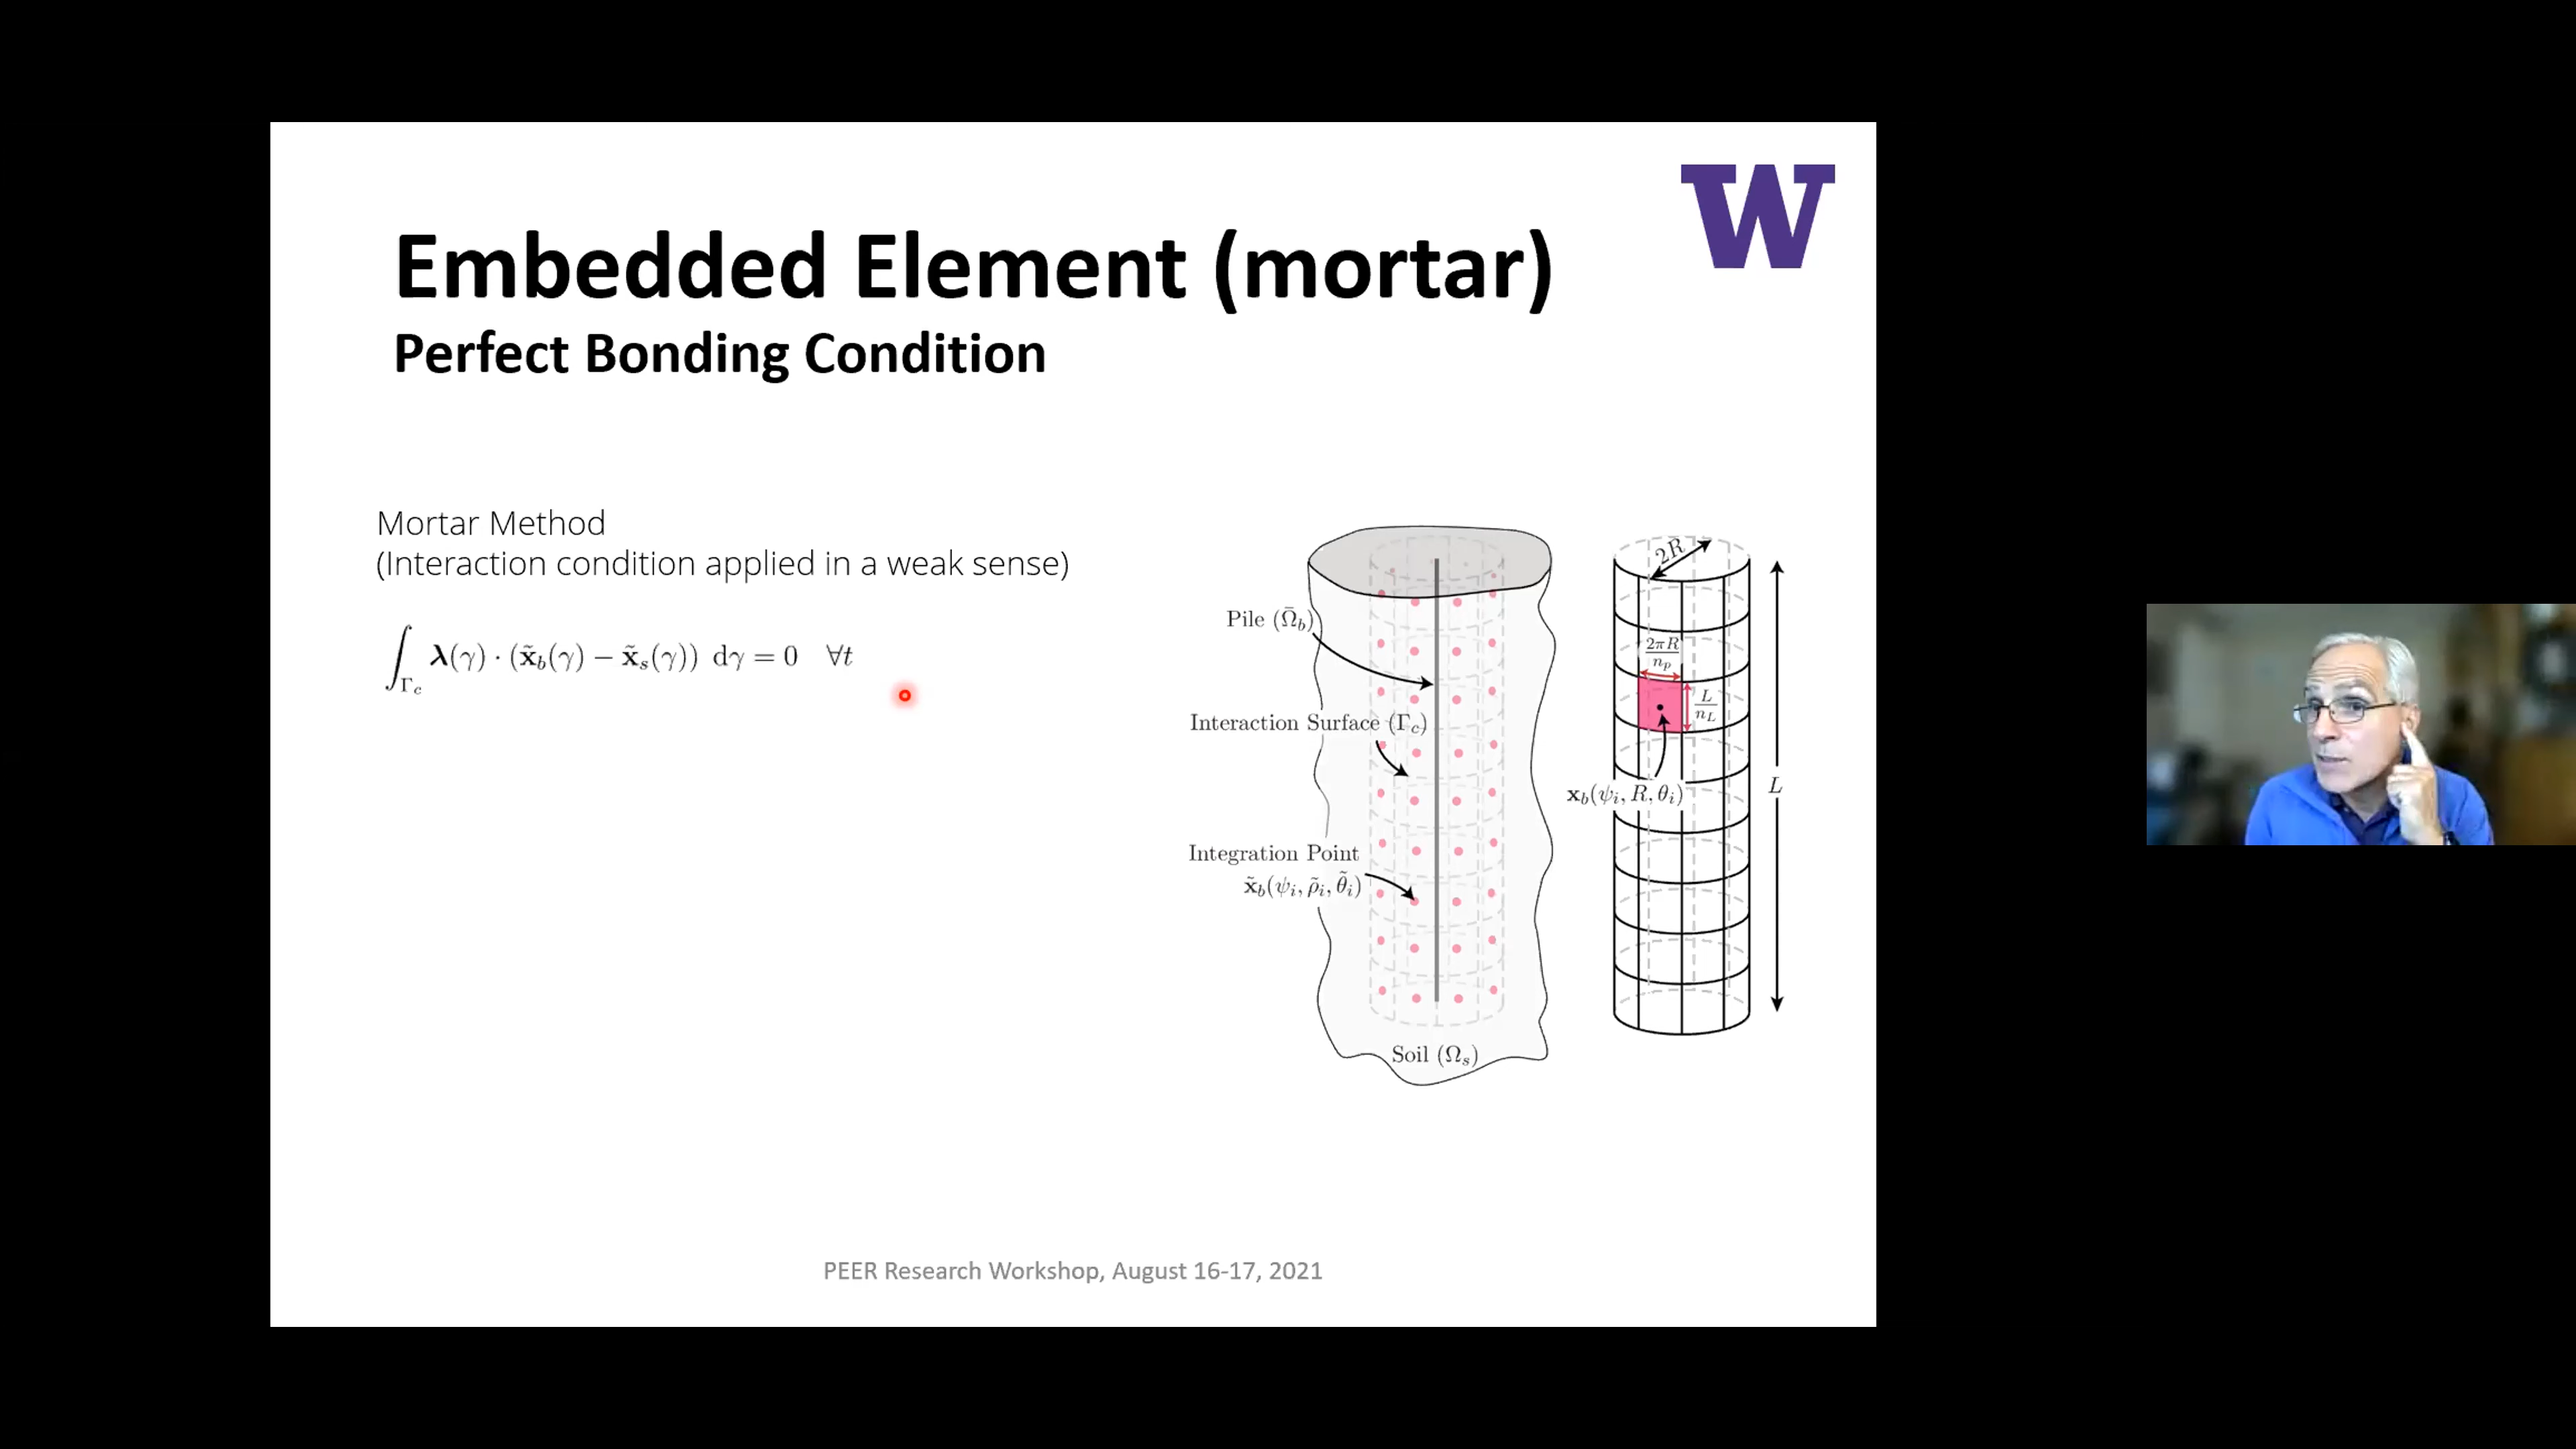 W
Embedded Element (mortar)
Perfect Bonding Condition
Mortar Method
(Interaction condition applied in a weak sense)
∫_{Γ_c} 𝛌(γ) · (x̃_b(γ) − x̃_s(γ)) dγ = 0 ∀t
Pile (Ω̄_b)
Interaction Surface (Γ_c)
Integration Point
x̃_b(ψ_i, ρ̃_i, θ̃_i)
Soil (Ω_s)
2R
2πR
n_p
L
n_L
x_b(ψ_i, R, θ_i)
L
PEER Research Workshop, August 16-17, 2021